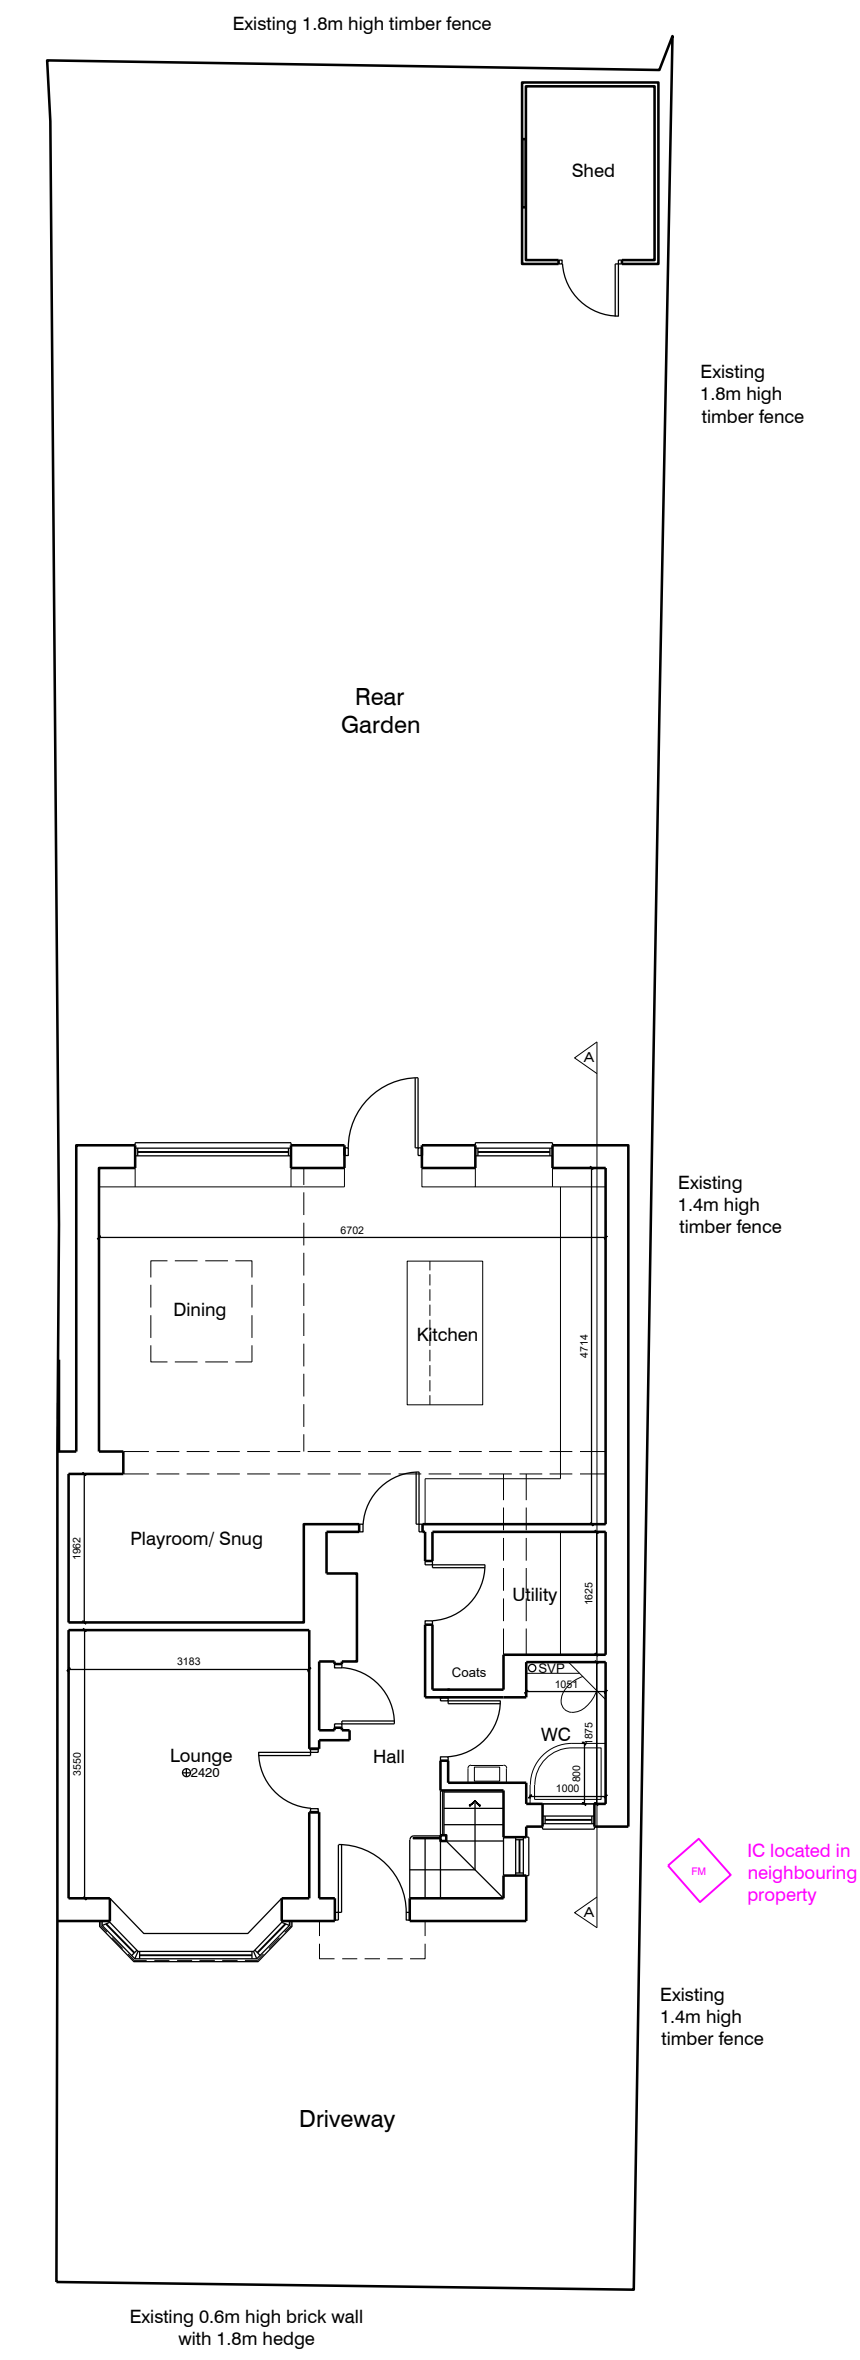 Existing 1.8m high timber fence
Shed
Existing
1.8m high
timber fence
Rear
Garden
A
Existing
1.4m high
timber fence
6702
Dining
Kitchen
4714
Playroom/ Snug
1962
Utility
1625
Coats
SVP
1051
3183
WC
1875
Lounge
2420
Hall
3550
800
1000
IC located in
neighbouring
property
FM
A
Existing
1.4m high
timber fence
Driveway
Existing 0.6m high brick wall
with 1.8m hedge